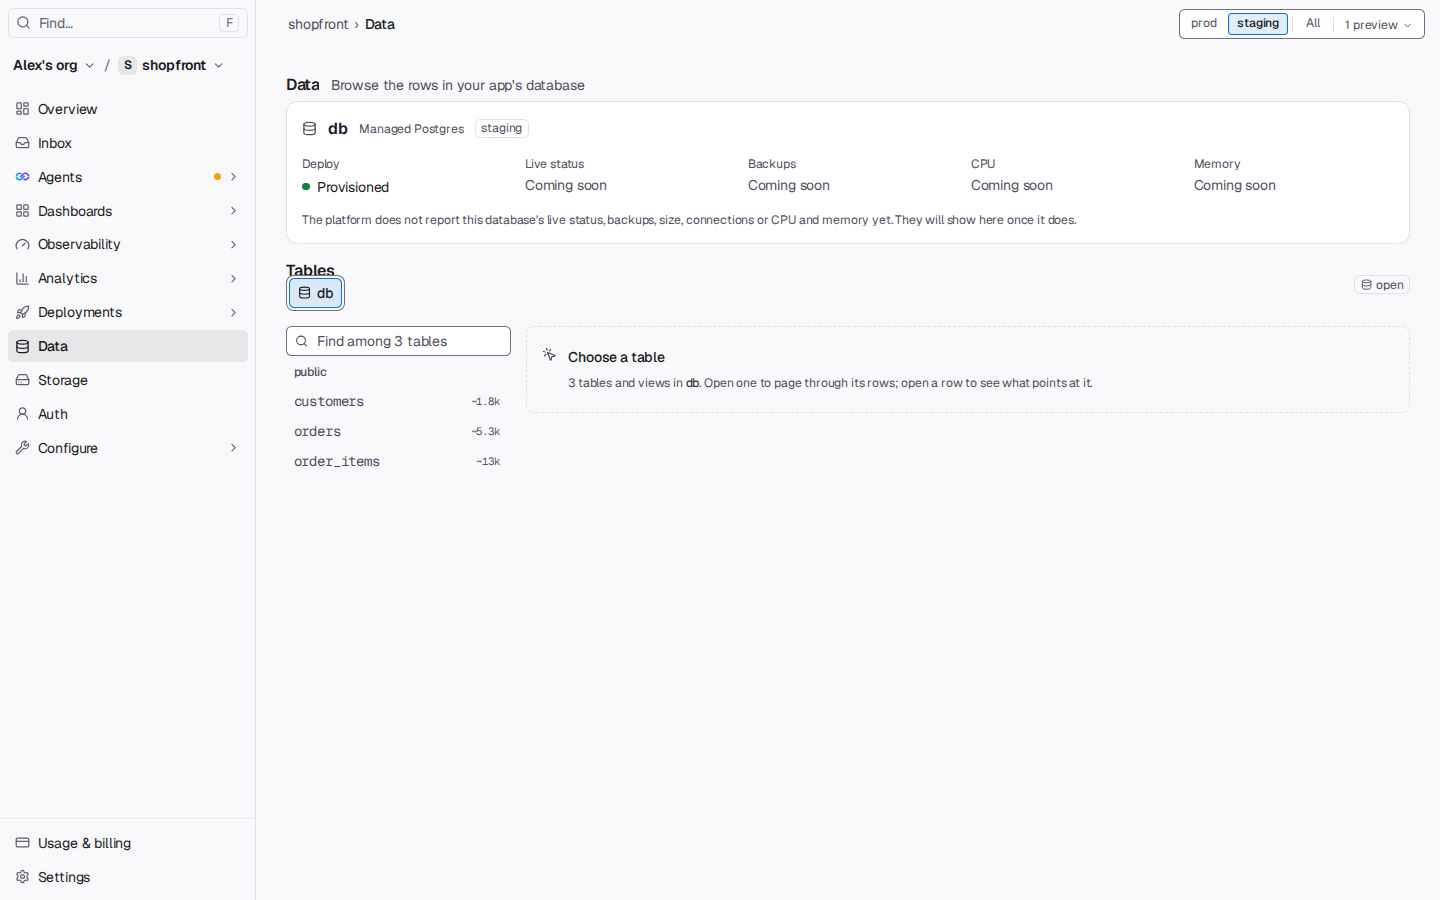 Find...
F
Alex's org / S shopfront
Overview
Inbox
Agents
Dashboards
Observability
Analytics
Deployments
Data
Storage
Auth
Configure
Usage & billing
Settings
shopfront › Data
prod staging All 1 preview
Data Browse the rows in your app's database
db Managed Postgres staging
Deploy Live status Backups CPU Memory
Provisioned Coming soon Coming soon Coming soon Coming soon
The platform does not report this database's live status, backups, size, connections or CPU and memory yet. They will show here once it does.
Tables
db
open
Find among 3 tables
public
customers ~1.8k
orders ~5.3k
order_items ~13k
Choose a table
3 tables and views in db. Open one to page through its rows; open a row to see what points at it.